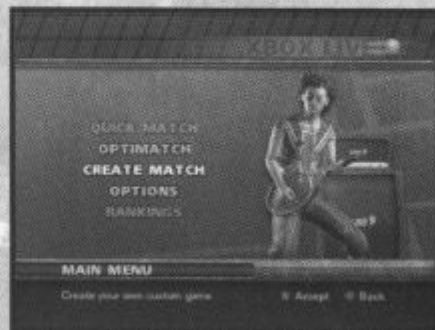 XBOX LIVE
QUICK MATCH
OPTIMATCH
CREATE MATCH
OPTIONS
RANKINGS
MAIN MENU
Create your own custom game
Accept Back